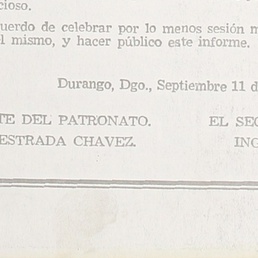 cioso.
uerdo de celebrar por lo menos sesión m
el mismo, y hacer público este informe.
Durango, Dgo., Septiembre 11 d
TE DEL PATRONATO. EL SEC
ESTRADA CHAVEZ. ING